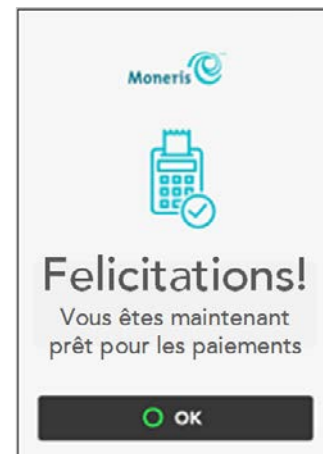 Moneris
Felicitations!
Vous êtes maintenant
prêt pour les paiements
OK